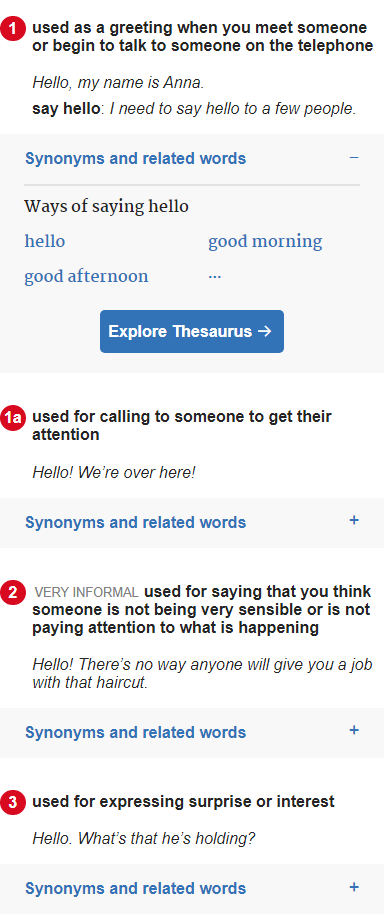 1 used as a greeting when you meet someone
or begin to talk to someone on the telephone
Hello, my name is Anna.
say hello: I need to say hello to a few people.
Synonyms and related words –
Ways of saying hello
hello good morning
good afternoon ...
Explore Thesaurus →
1a used for calling to someone to get their
attention
Hello! We’re over here!
Synonyms and related words +
2 VERY INFORMAL used for saying that you think
someone is not being very sensible or is not
paying attention to what is happening
Hello! There’s no way anyone will give you a job
with that haircut.
Synonyms and related words +
3 used for expressing surprise or interest
Hello. What’s that he’s holding?
Synonyms and related words +